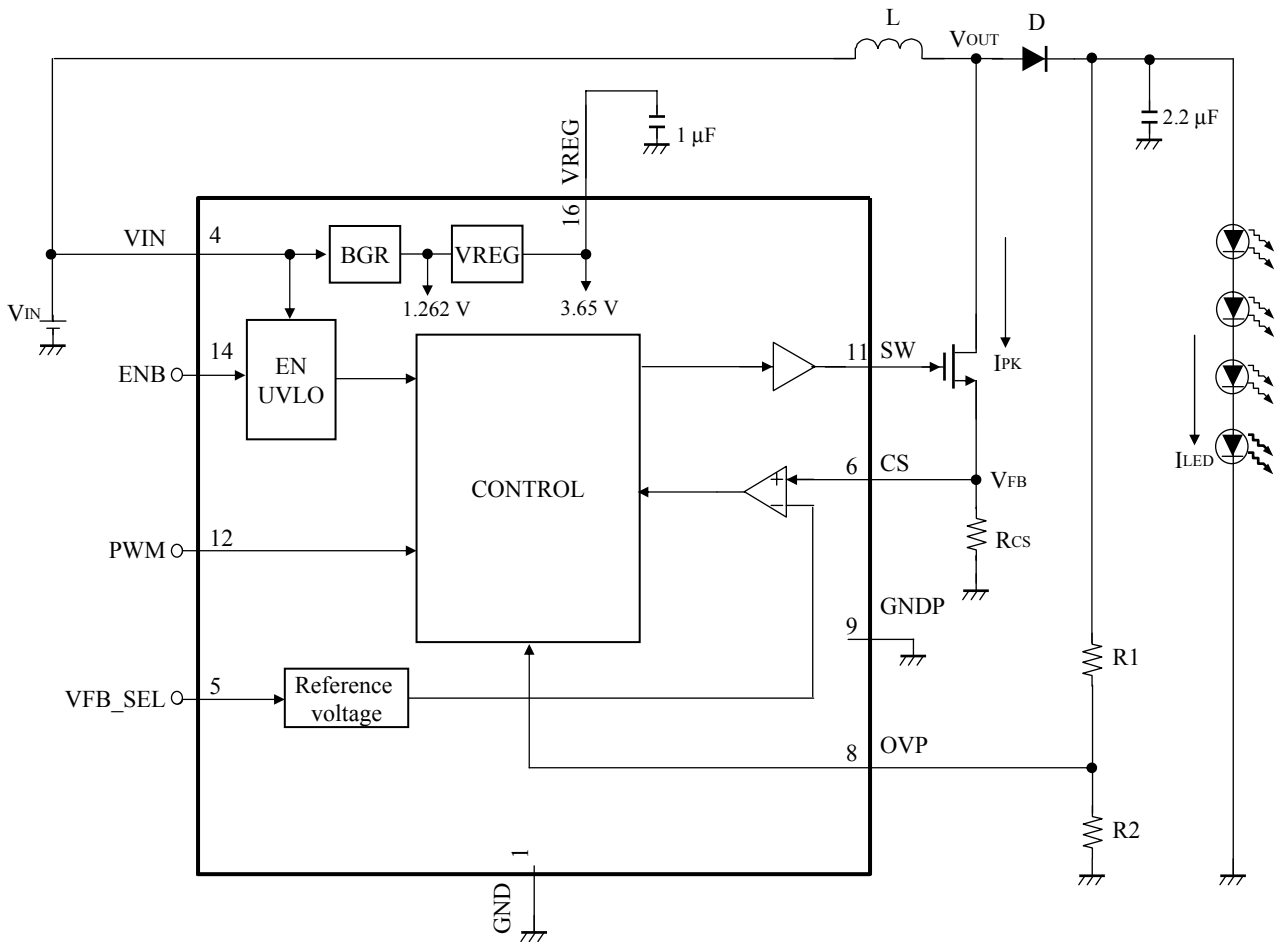 L
D
VOUT
2.2 µF
1 µF
VREG
16
VIN
4
BGR
VREG
1.262 V
3.65 V
VIN
14
ENB
EN
UVLO
11
SW
IPK
ILED
CONTROL
6
CS
VFB
RCS
+
−
PWM
12
GNDP
9
R1
VFB_SEL
5
Reference
voltage
8
OVP
R2
1
GND